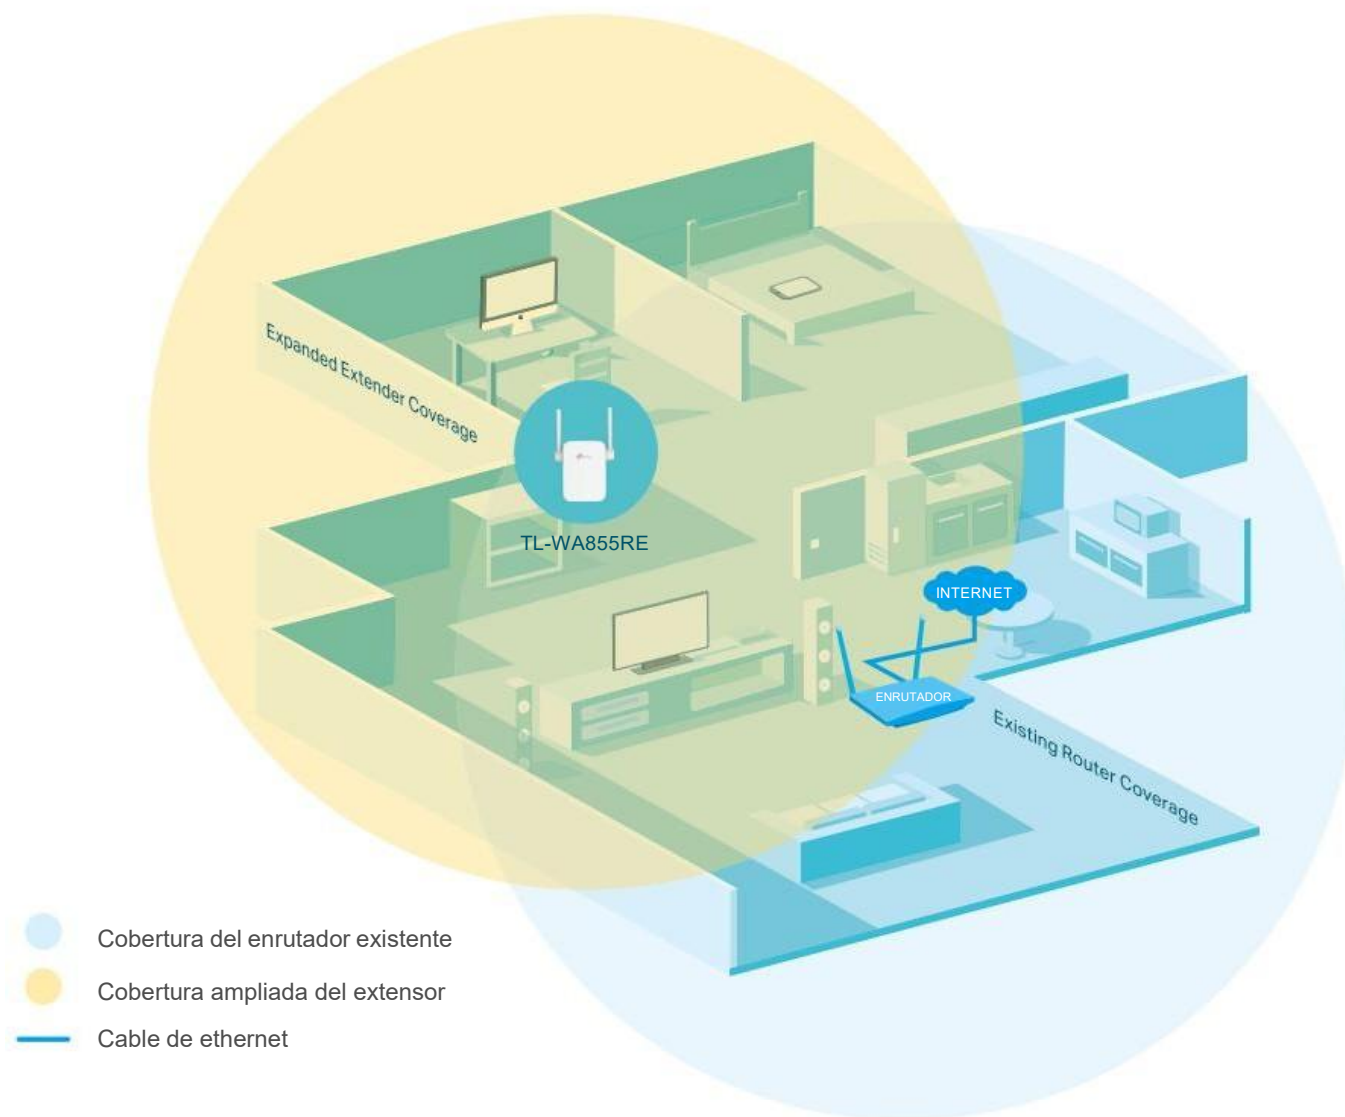 Expanded Extender Coverage
TL-WA855RE
INTERNET
ENRUTADOR
Existing Router Coverage
Cobertura del enrutador existente
Cobertura ampliada del extensor
Cable de ethernet